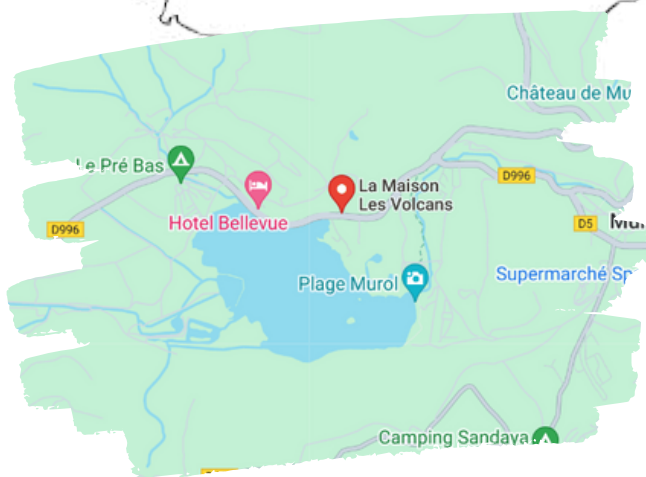 Château de Mu
Le Pré Bas
D996
La Maison
Les Volcans
Hotel Bellevue
D996
D5
Mu
Plage Murol
Supermarché Sp
Camping Sandaya